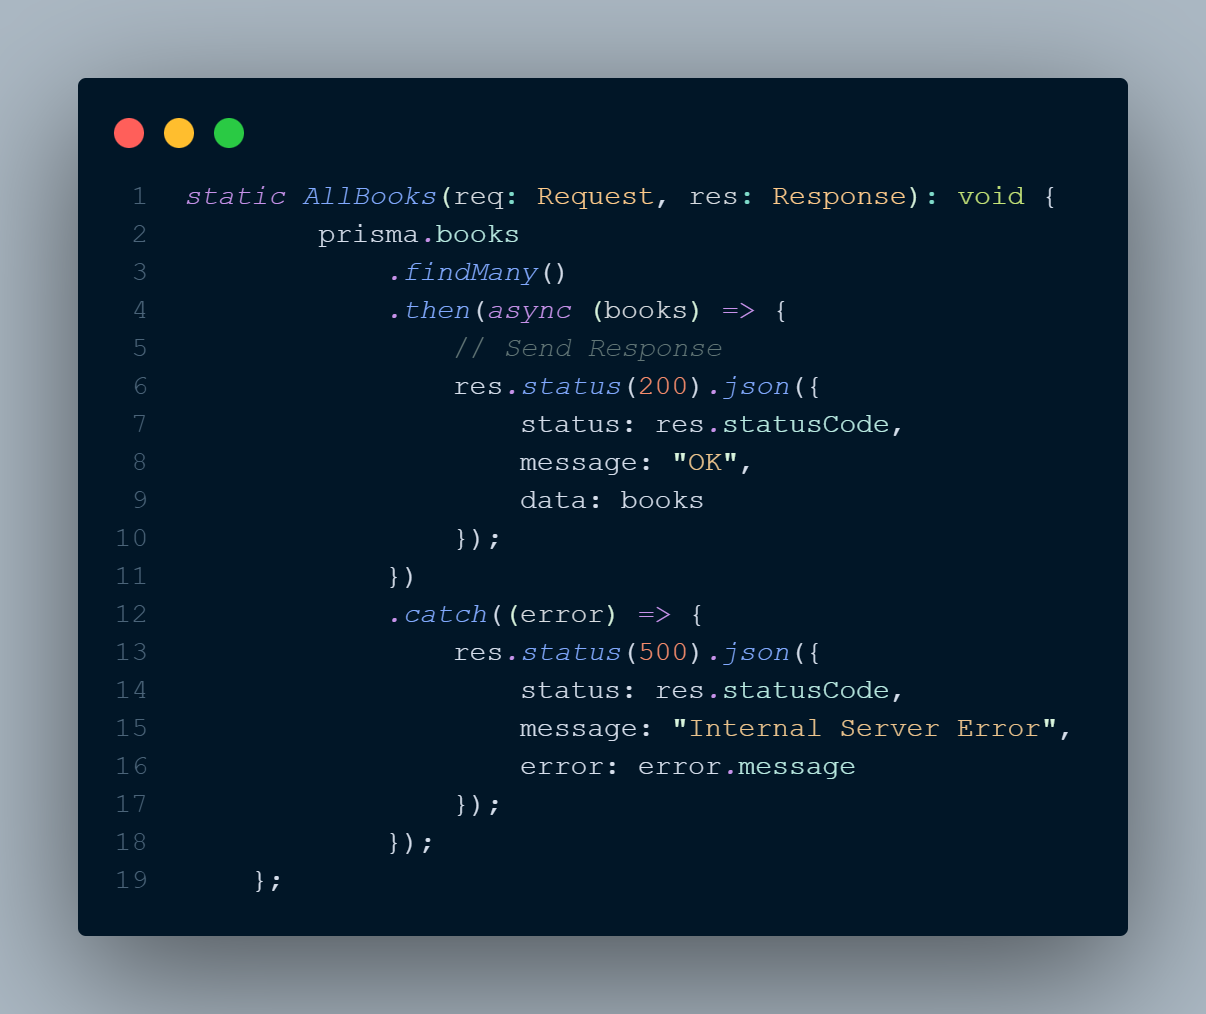 1 static AllBooks(req: Request, res: Response): void {
2         prisma.books
3             .findMany()
4             .then(async (books) => {
5                 // Send Response
6                 res.status(200).json({
7                     status: res.statusCode,
8                     message: "OK",
9                     data: books
10                 });
11             })
12             .catch((error) => {
13                 res.status(500).json({
14                     status: res.statusCode,
15                     message: "Internal Server Error",
16                     error: error.message
17                 });
18             });
19     };